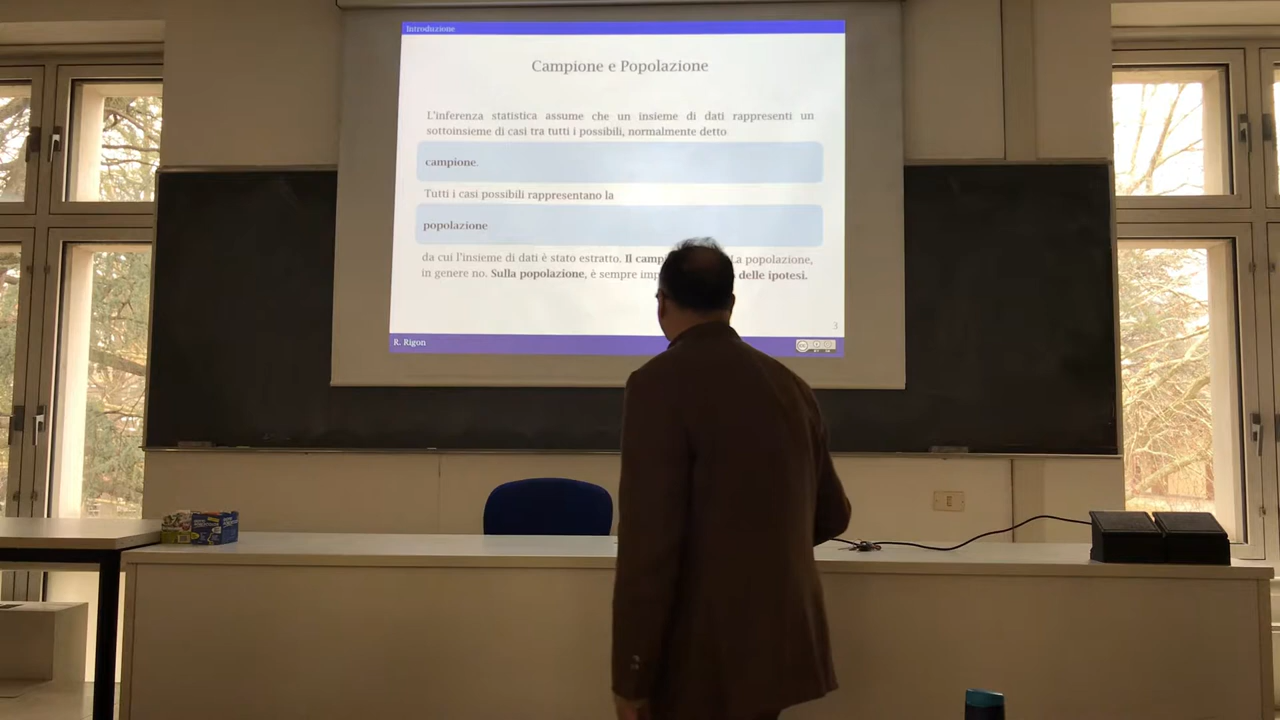 Introduzione
Campione e Popolazione
L'inferenza statistica assume che un insieme di dati rappresenti un
sottoinsieme di casi tra tutti i possibili, normalmente detto
campione.
Tutti i casi possibili rappresentano la
popolazione
da cui l'insieme di dati è stato estratto. Il La popolazione,
in genere no. Sulla popolazione, è sempre delle ipotesi.
3
R. Rigon